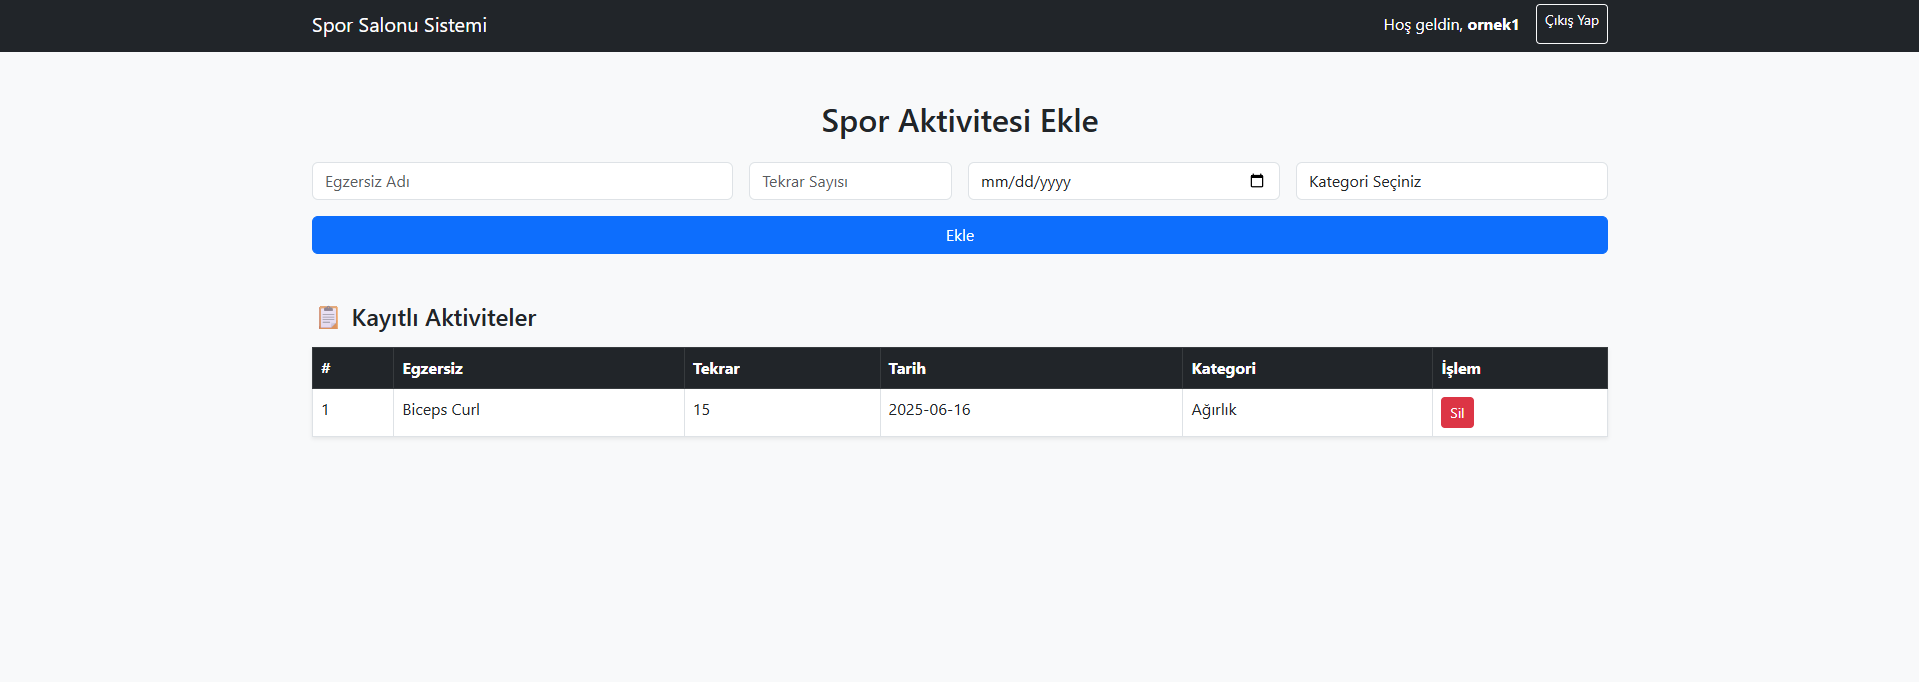 Spor Salonu Sistemi
Hoş geldin, ornek1
Çıkış Yap
Spor Aktivitesi Ekle
Egzersiz Adı
Tekrar Sayısı
mm/dd/yyyy
Kategori Seçiniz
Ekle
Kayıtlı Aktiviteler
# Egzersiz Tekrar Tarih Kategori İşlem
1 Biceps Curl 15 2025-06-16 Ağırlık Sil